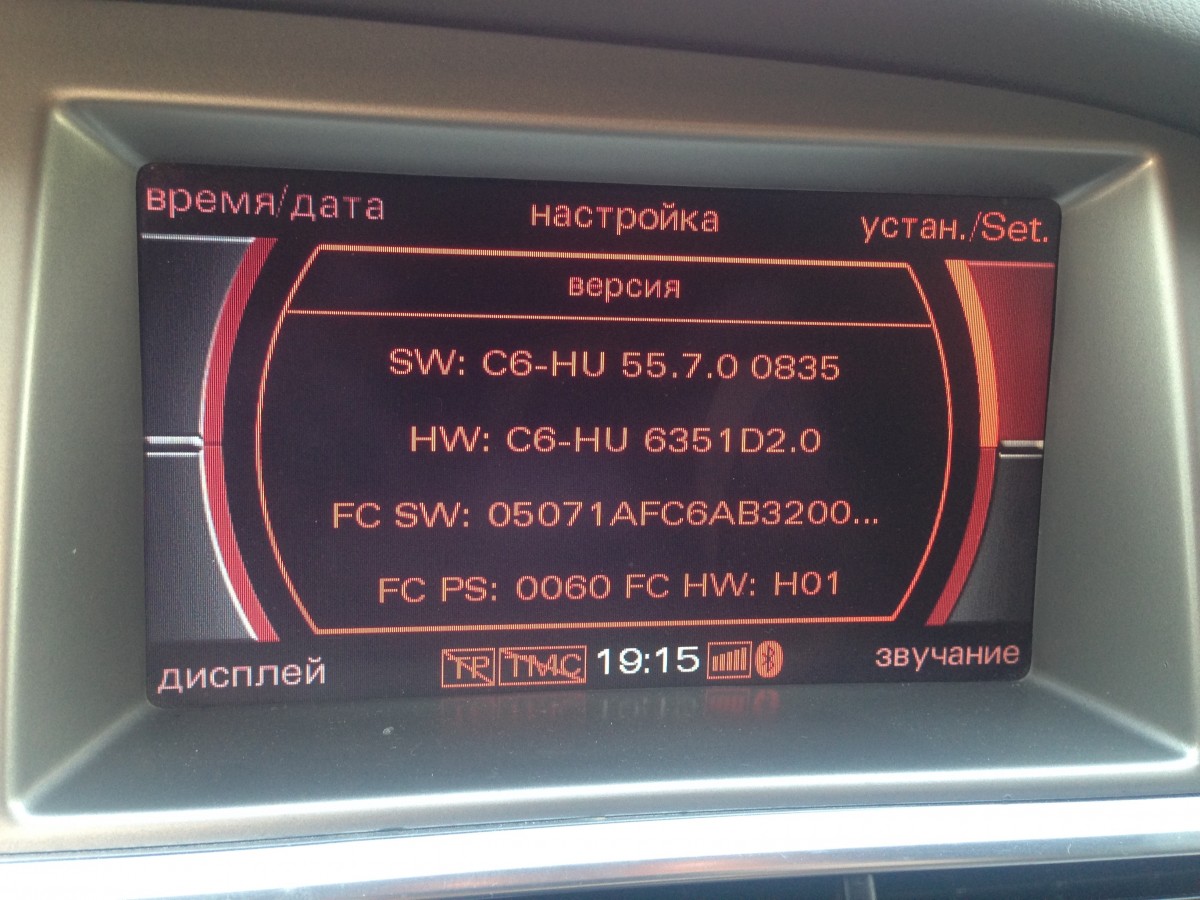 время/дата
настройка
устан./Set.
версия
SW: C6-HU 55.7.0 0835
HW: C6-HU 6351D2.0
FC SW: 05071AFC6AB3200...
FC PS: 0060 FC HW: H01
дисплей
TP TMC 19:15
звучание